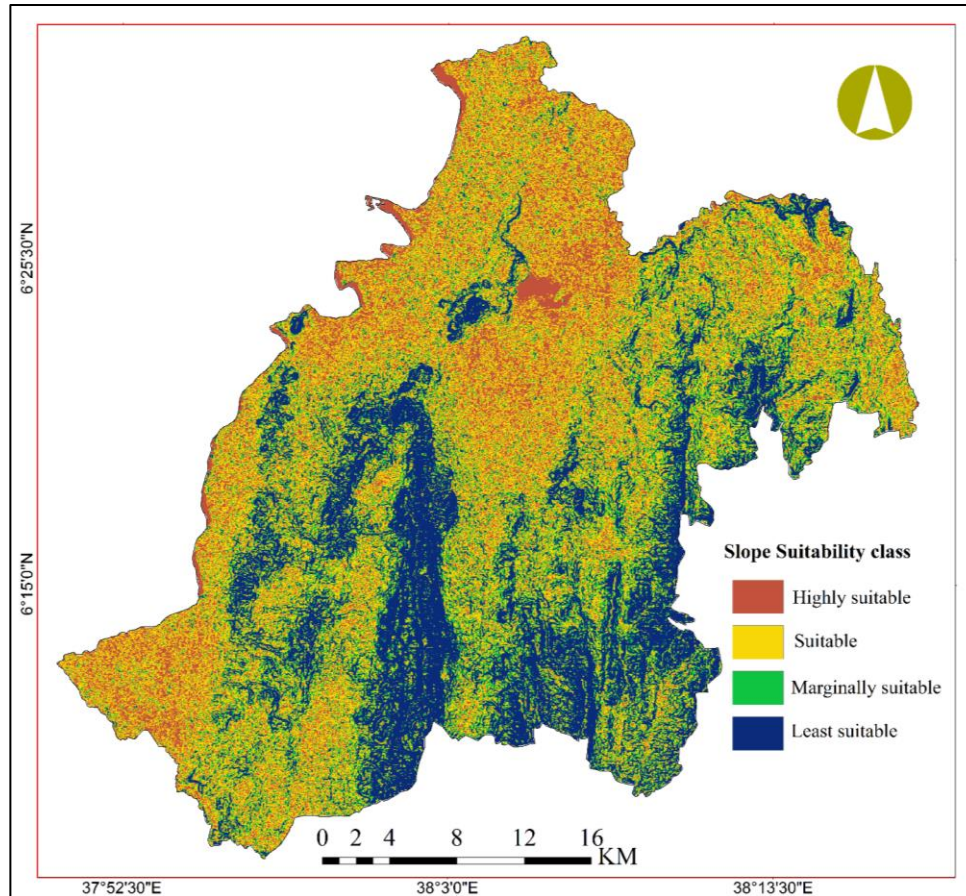 6°25'30"N
6°15'0"N
Slope Suitability class
Highly suitable
Suitable
Marginally suitable
Least suitable
0 2 4 8 12 16
KM
37°52'30"E 38°3'0"E 38°13'30"E